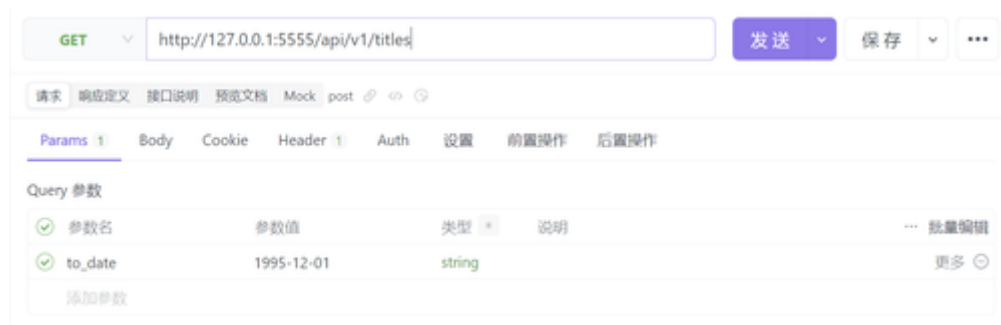 GET http://127.0.0.1:5555/api/v1/titles 发送 保存 ...
请求 响应定义 接口说明 预览文档 Mock post </>
Params 1 Body Cookie Header 1 Auth 设置 前置操作 后置操作
Query 参数
参数名 参数值 类型 * 说明 ... 批量编辑
to_date 1995-12-01 string 更多
添加参数